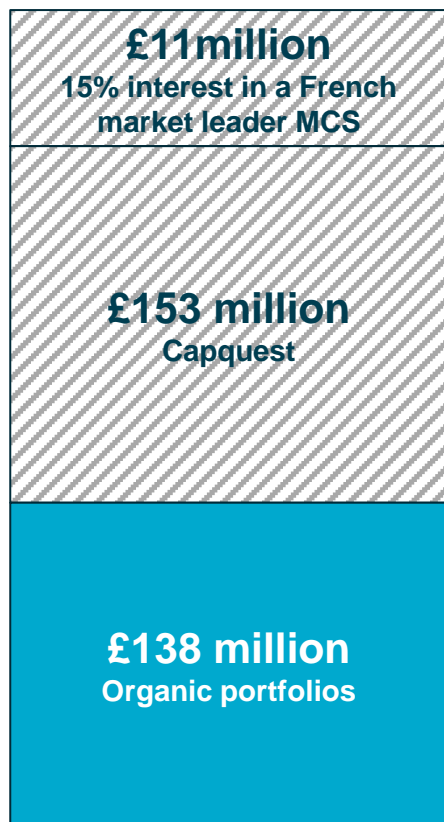 £11million
15% interest in a French
market leader MCS
£153 million
Capquest
£138 million
Organic portfolios